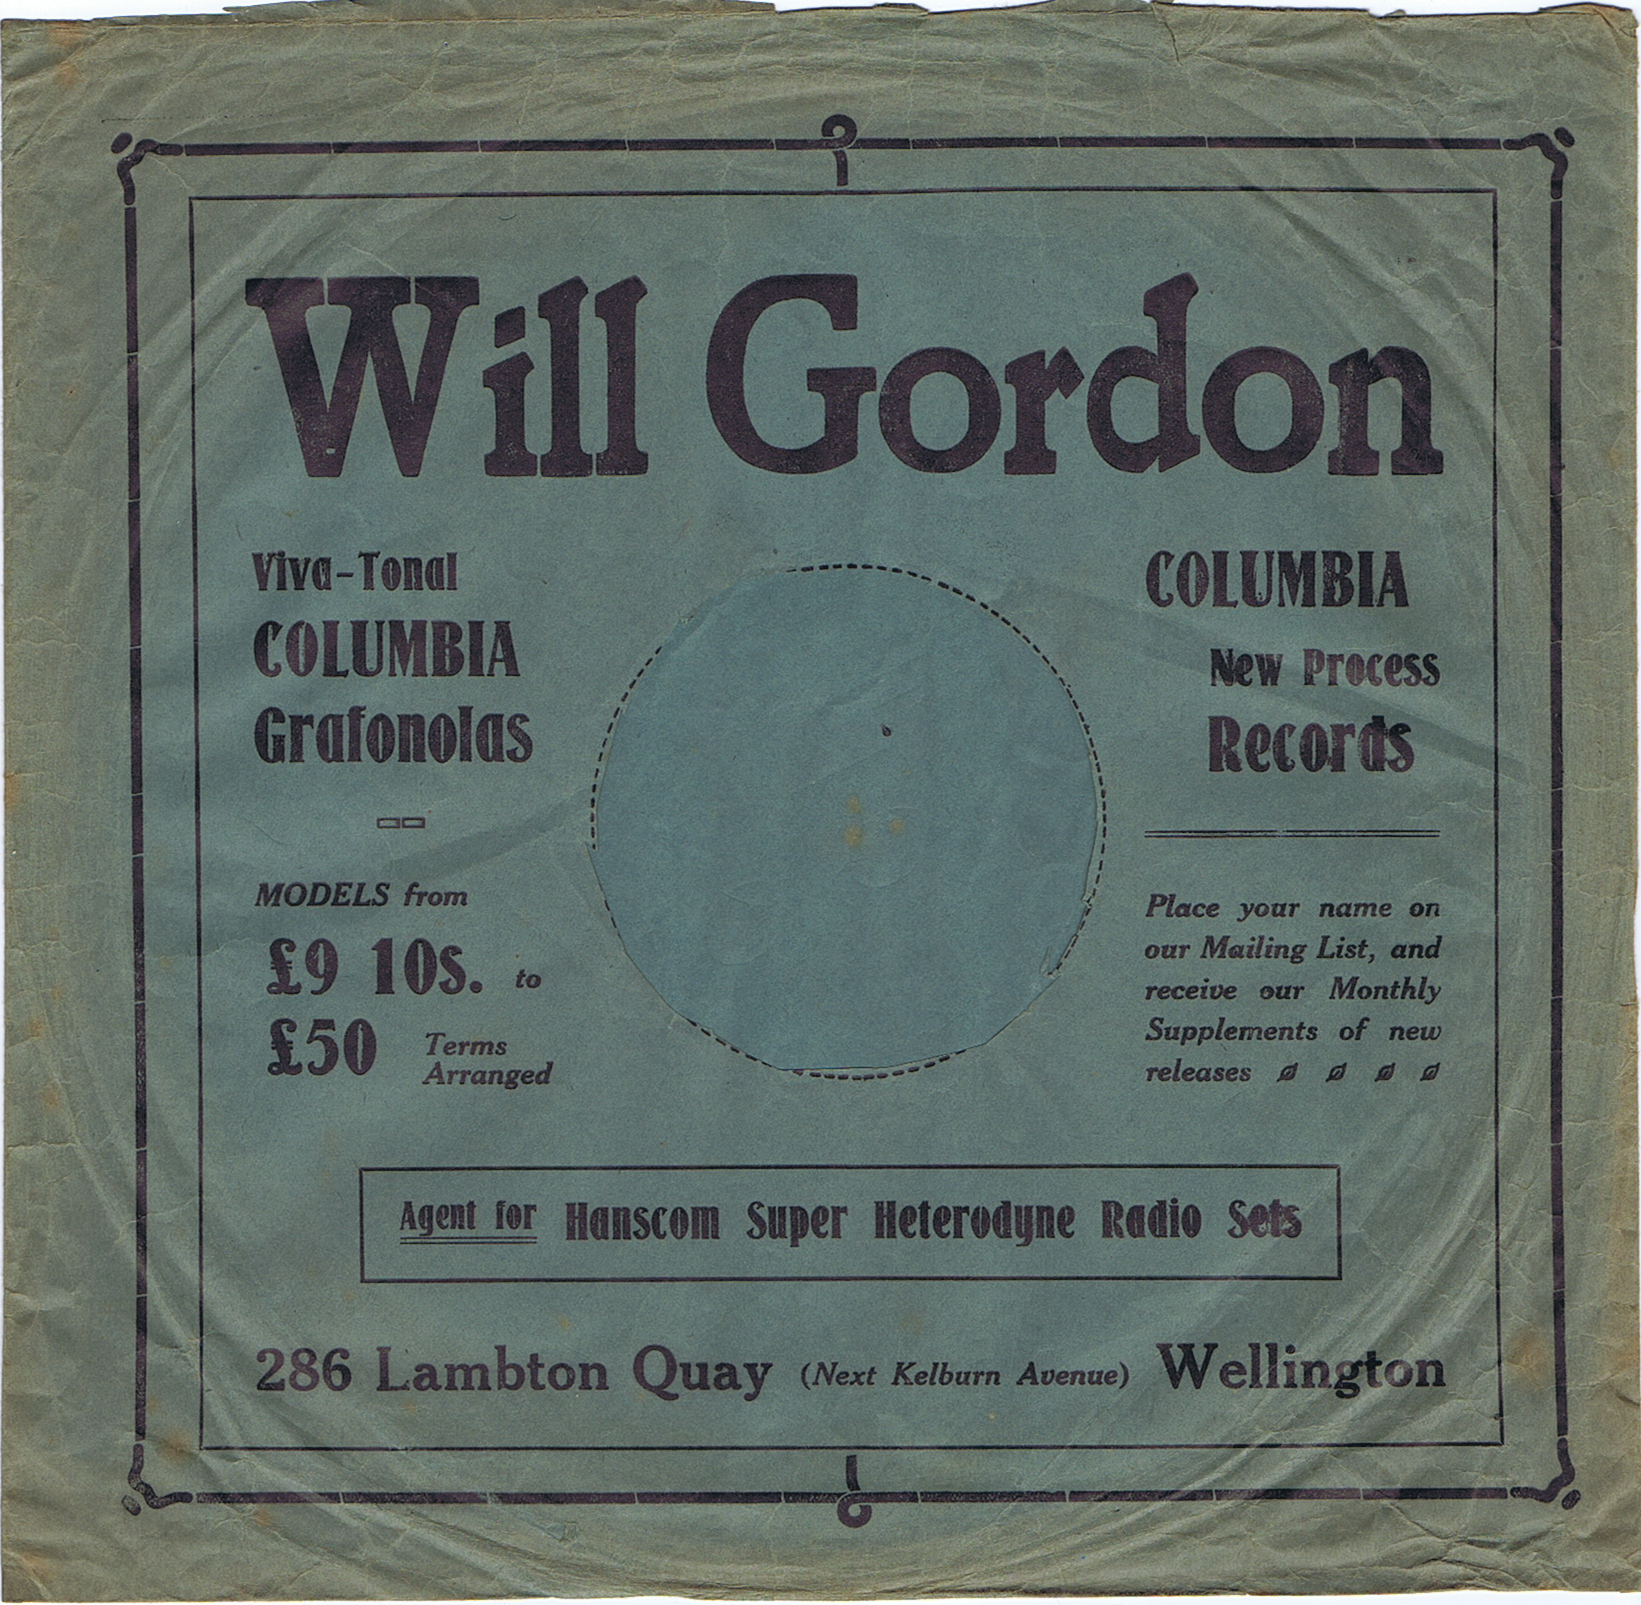 Will Gordon
Viva-Tonal
COLUMBIA
Grafonolas
MODELS from
£9 10s. to
£50 Terms
Arranged
COLUMBIA
New Process
Records
Place your name on
our Mailing List, and
receive our Monthly
Supplements of new
releases
Agent for Hanscom Super Heterodyne Radio Sets
286 Lambton Quay (Next Kelburn Avenue) Wellington